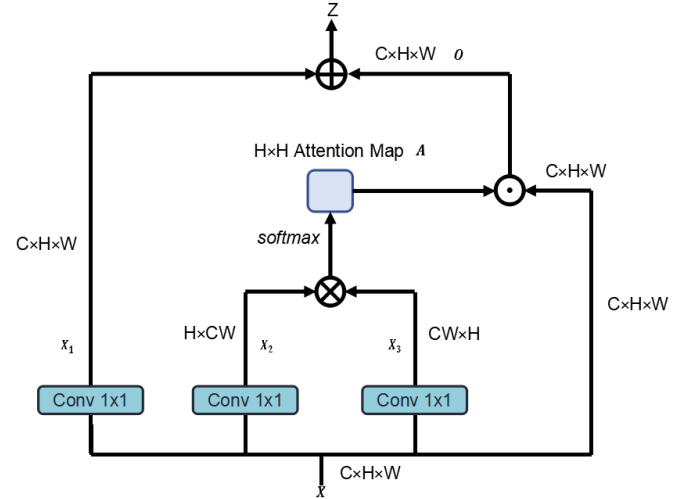 Z
C×H×W O
H×H Attention Map A
C×H×W
softmax
C×H×W
C×H×W
H×CW
CW×H
X1
X2
X3
Conv 1x1
Conv 1x1
Conv 1x1
C×H×W
X